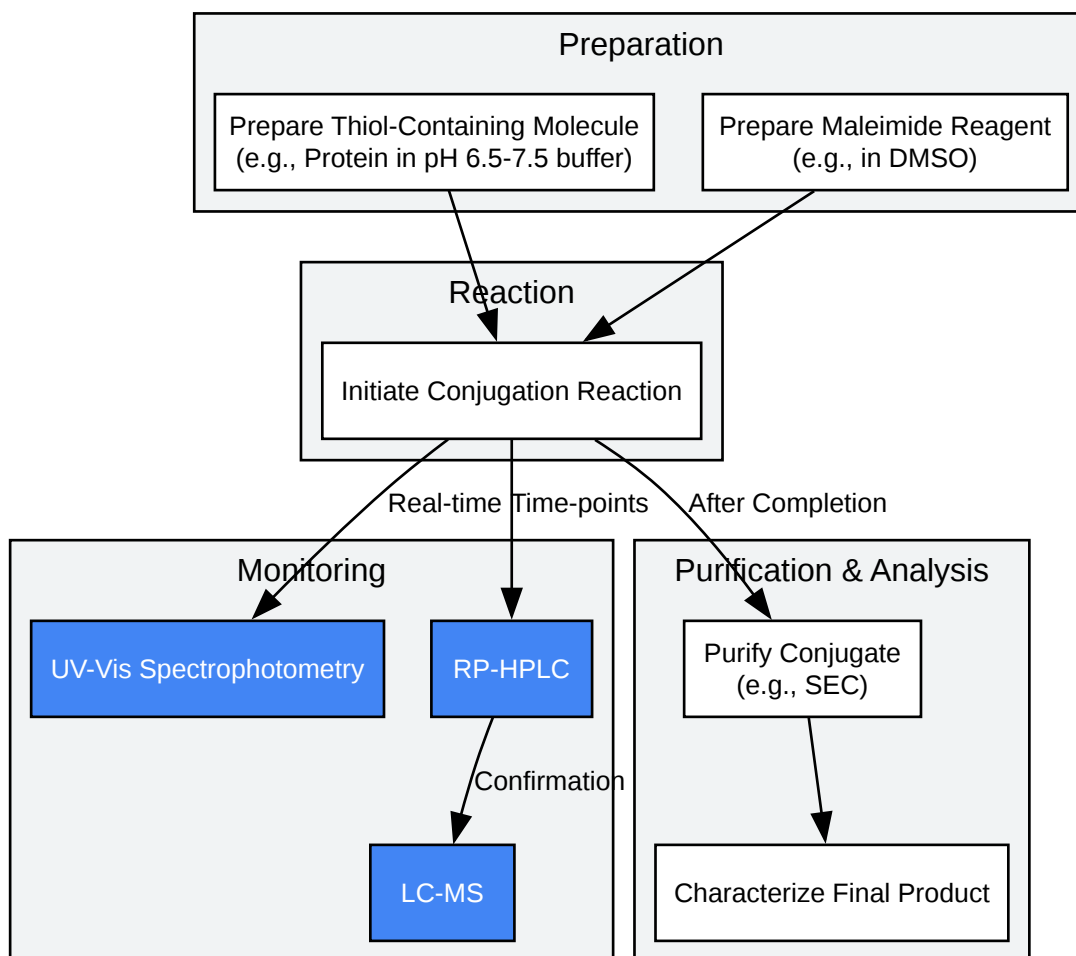 Preparation
Prepare Thiol-Containing Molecule
(e.g., Protein in pH 6.5-7.5 buffer)
Prepare Maleimide Reagent
(e.g., in DMSO)
Reaction
Initiate Conjugation Reaction
Real-time
Time-points
After Completion
Monitoring
UV-Vis Spectrophotometry
RP-HPLC
Confirmation
LC-MS
Purification & Analysis
Purify Conjugate
(e.g., SEC)
Characterize Final Product